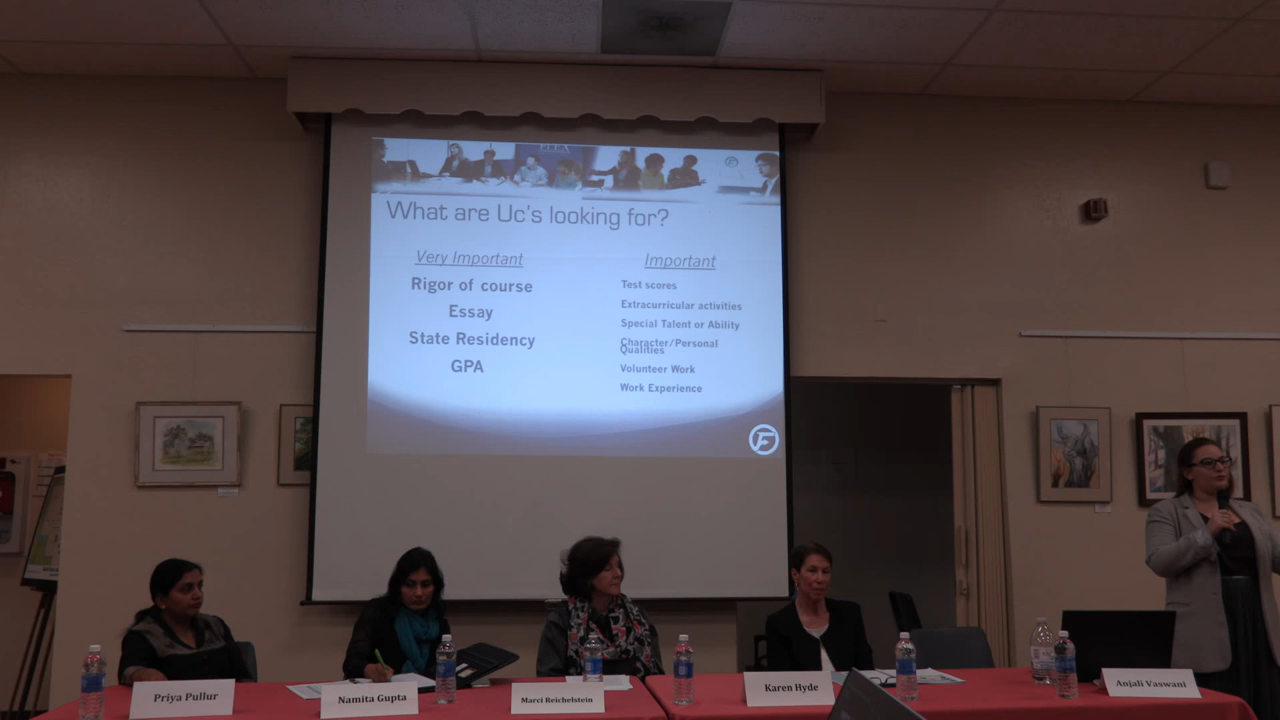 What are Uc's looking for?
Very Important
Rigor of course
Essay
State Residency
GPA
Important
Test scores
Extracurricular activities
Special Talent or Ability
Character/Personal
Qualities
Volunteer Work
Work Experience
F
Priya Pullur
Namita Gupta
Marci Reichelstein
Karen Hyde
Anjali Vaswani